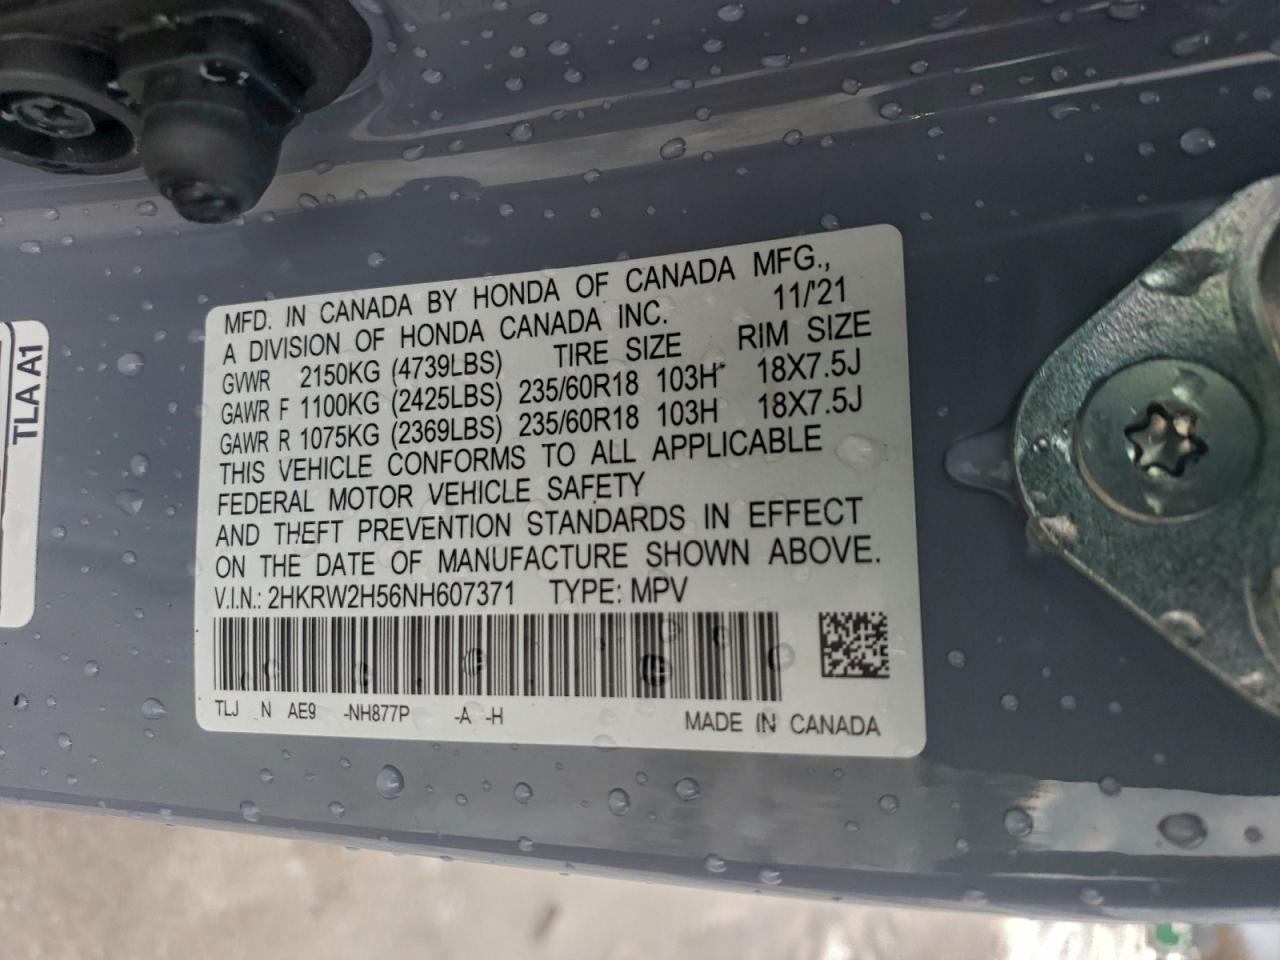 MFD. IN CANADA BY HONDA OF CANADA MFG.,
A DIVISION OF HONDA CANADA INC. 11/'21
GVWR 2150KG (4739LBS) TIRE SIZE RIM SIZE
GAWR F 1100KG (2425LBS) 235/60R18 103H 18X7.5J
GAWR R 1075KG (2369LBS) 235/60R18 103H 18X7.5J
THIS VEHICLE CONFORMS TO ALL APPLICABLE
FEDERAL MOTOR VEHICLE SAFETY
AND THEFT PREVENTION STANDARDS IN EFFECT
ON THE DATE OF MANUFACTURE SHOWN ABOVE.
V.I.N.: 2HKRW2H56NH607371 TYPE: MPV
TLJ N AE9 -NH877P -A -H MADE IN CANADA
TLA A1